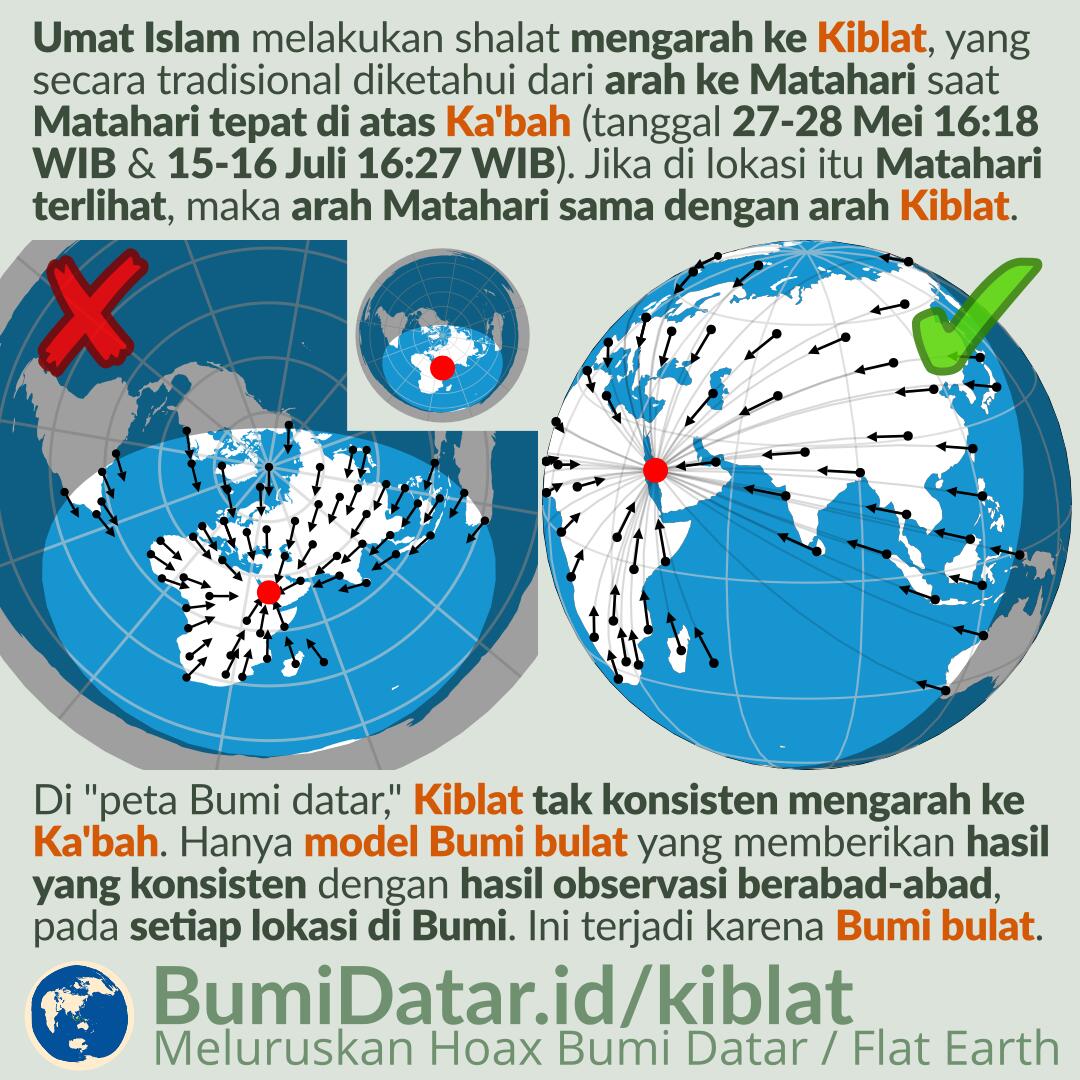 Umat Islam melakukan shalat mengarah ke Kiblat, yang
secara tradisional diketahui dari arah ke Matahari saat
Matahari tepat di atas Ka'bah (tanggal 27-28 Mei 16:18
WIB & 15-16 Juli 16:27 WIB). Jika di lokasi itu Matahari
terlihat, maka arah Matahari sama dengan arah Kiblat.
Di "peta Bumi datar," Kiblat tak konsisten mengarah ke
Ka'bah. Hanya model Bumi bulat yang memberikan hasil
yang konsisten dengan hasil observasi berabad-abad,
pada setiap lokasi di Bumi. Ini terjadi karena Bumi bulat.
BumiDatar.id/kiblat
Meluruskan Hoax Bumi Datar / Flat Earth